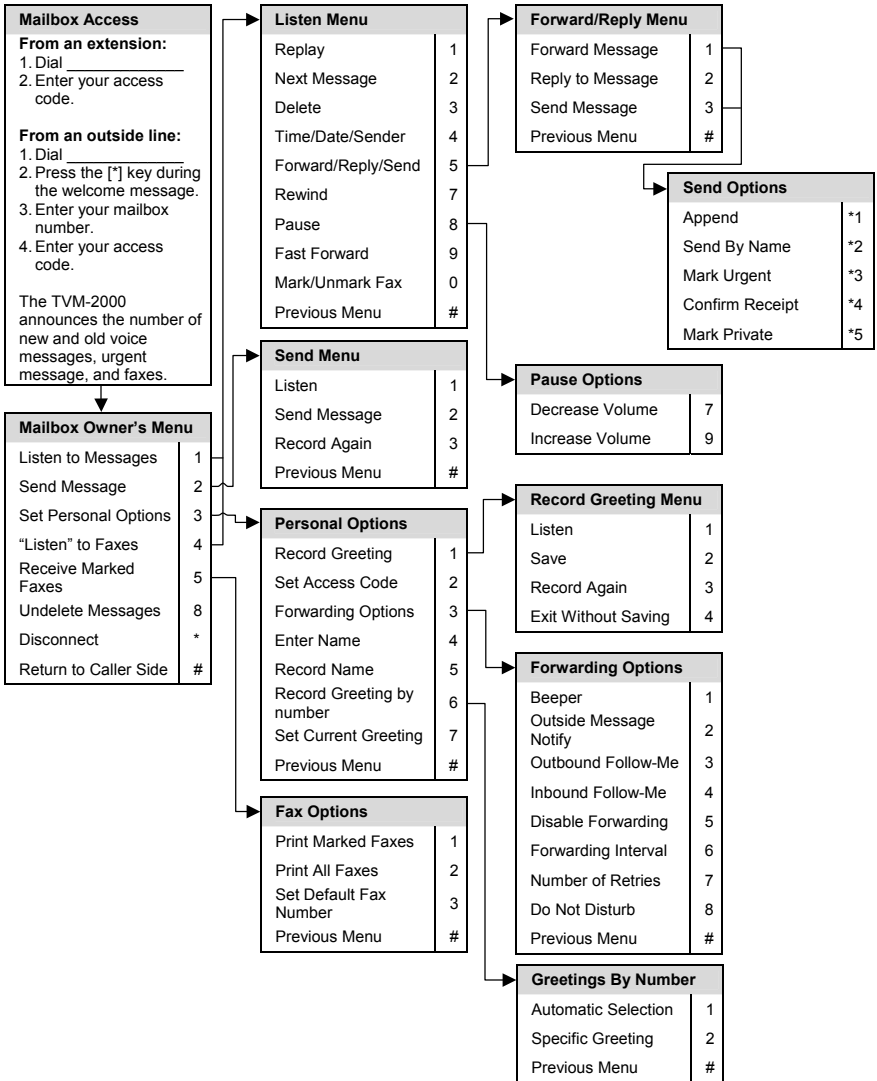 Mailbox Access
From an extension:
1. Dial ______________
2. Enter your access
code.
From an outside line:
1. Dial ______________
2. Press the [*] key during
the welcome message.
3. Enter your mailbox
number.
4. Enter your access
code.
The TVM-2000
announces the number of
new and old voice
messages, urgent
message, and faxes.
Mailbox Owner's Menu
Listen to Messages 1
Send Message 2
Set Personal Options 3
“Listen” to Faxes 4
Receive Marked
Faxes 5
Undelete Messages 8
Disconnect *
Return to Caller Side #
Listen Menu
Replay 1
Next Message 2
Delete 3
Time/Date/Sender 4
Forward/Reply/Send 5
Rewind 7
Pause 8
Fast Forward 9
Mark/Unmark Fax 0
Previous Menu #
Send Menu
Listen 1
Send Message 2
Record Again 3
Previous Menu #
Personal Options
Record Greeting 1
Set Access Code 2
Forwarding Options 3
Enter Name 4
Record Name 5
Record Greeting by
number 6
Set Current Greeting 7
Previous Menu #
Fax Options
Print Marked Faxes 1
Print All Faxes 2
Set Default Fax
Number 3
Previous Menu #
Forward/Reply Menu
Forward Message 1
Reply to Message 2
Send Message 3
Previous Menu #
Send Options
Append *1
Send By Name *2
Mark Urgent *3
Confirm Receipt *4
Mark Private *5
Pause Options
Decrease Volume 7
Increase Volume 9
Record Greeting Menu
Listen 1
Save 2
Record Again 3
Exit Without Saving 4
Forwarding Options
Beeper 1
Outside Message
Notify 2
Outbound Follow-Me 3
Inbound Follow-Me 4
Disable Forwarding 5
Forwarding Interval 6
Number of Retries 7
Do Not Disturb 8
Previous Menu #
Greetings By Number
Automatic Selection 1
Specific Greeting 2
Previous Menu #